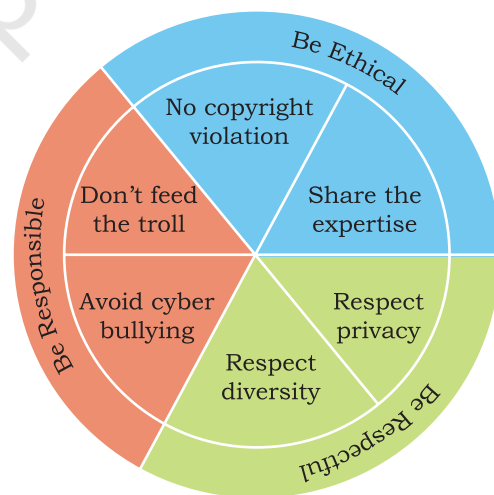 Be Ethical
No copyright
violation
Share the
expertise
Be Responsible
Don't feed
the troll
Avoid cyber
bullying
Respect
privacy
Respect
diversity
Be Respectful